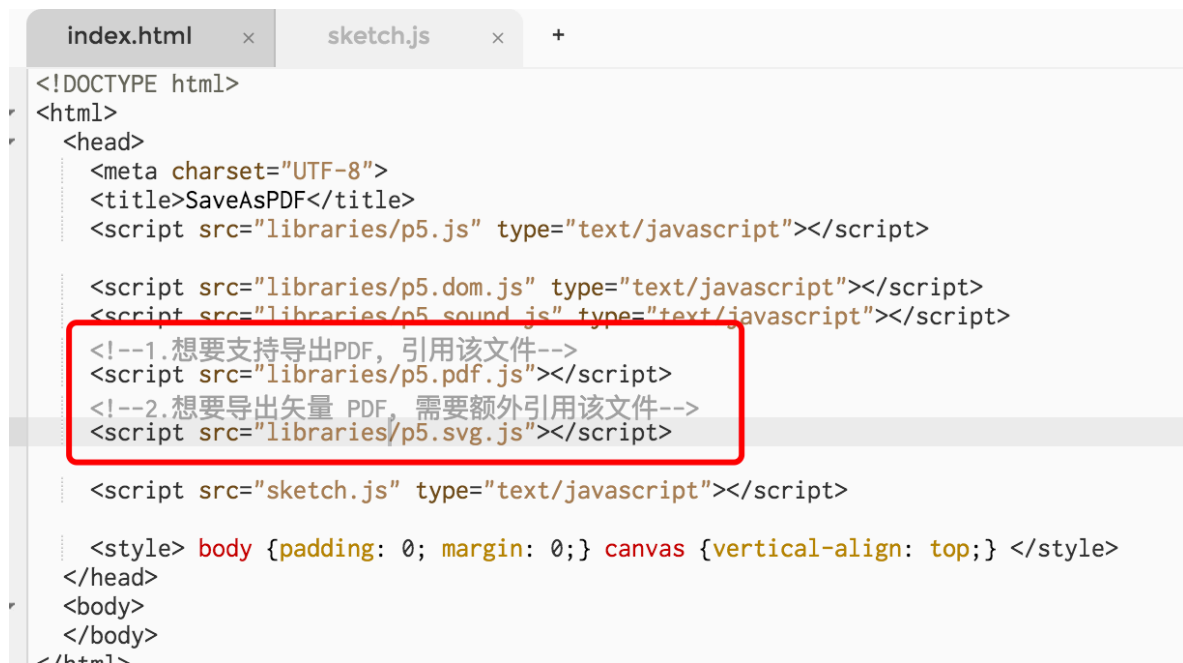 index.html × sketch.js × +
<!DOCTYPE html>
<html>
<head>
<meta charset="UTF-8">
<title>SaveAsPDF</title>
<script src="libraries/p5.js" type="text/javascript"></script>
<script src="libraries/p5.dom.js" type="text/javascript"></script>
<script src="libraries/p5.sound.js" type="text/javascript"></script>
<!--1.想要支持导出PDF，引用该文件-->
<script src="libraries/p5.pdf.js"></script>
<!--2.想要导出矢量 PDF，需要额外引用该文件-->
<script src="libraries/p5.svg.js"></script>
<script src="sketch.js" type="text/javascript"></script>
<style> body {padding: 0; margin: 0;} canvas {vertical-align: top;} </style>
</head>
<body>
</body>
</html>